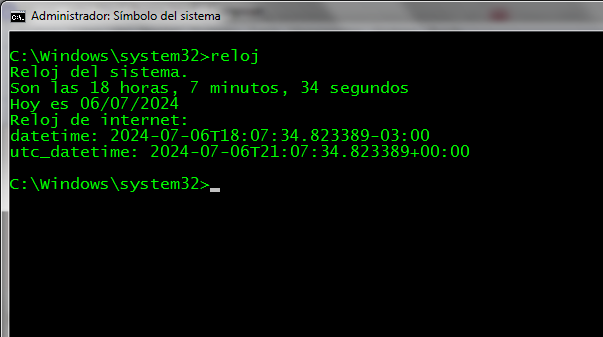 Administrador: Símbolo del sistema
C:\Windows\system32>reloj
Reloj del sistema.
Son las 18 horas, 7 minutos, 34 segundos
Hoy es 06/07/2024
Reloj de internet:
datetime: 2024-07-06T18:07:34.823389-03:00
utc_datetime: 2024-07-06T21:07:34.823389+00:00
C:\Windows\system32>